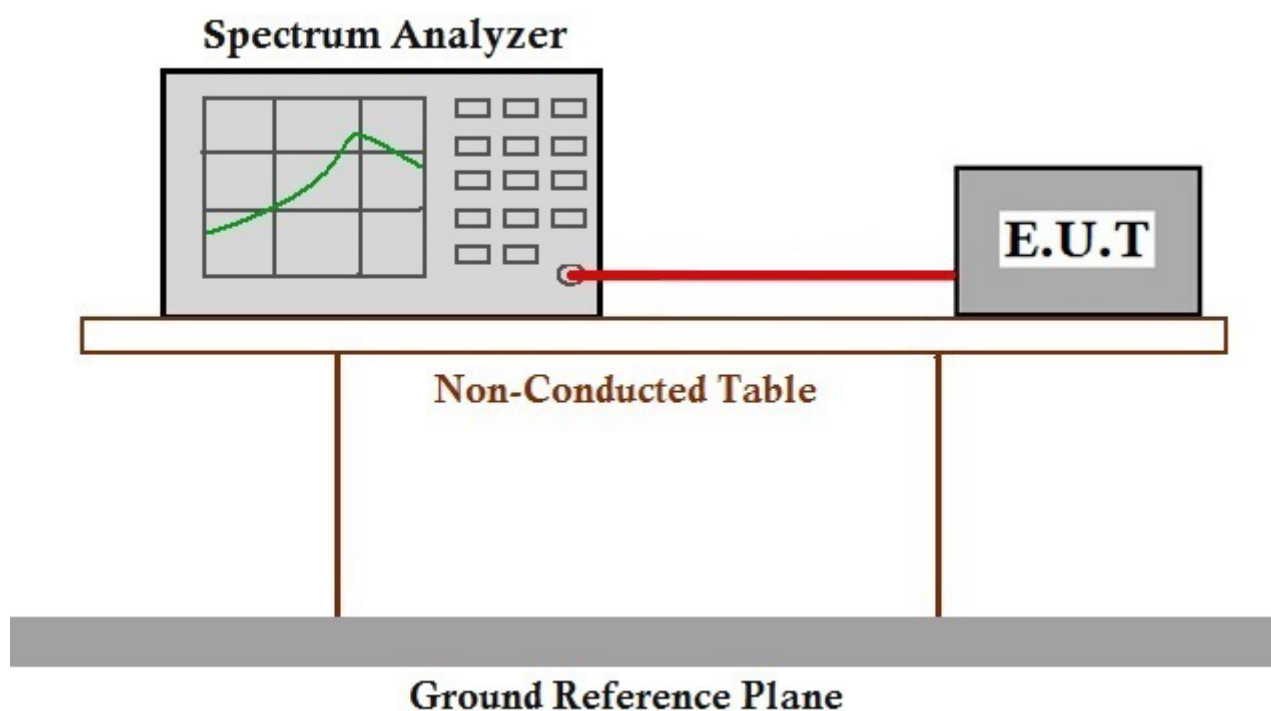 Spectrum Analyzer
E.U.T
Non-Conducted Table
Ground Reference Plane